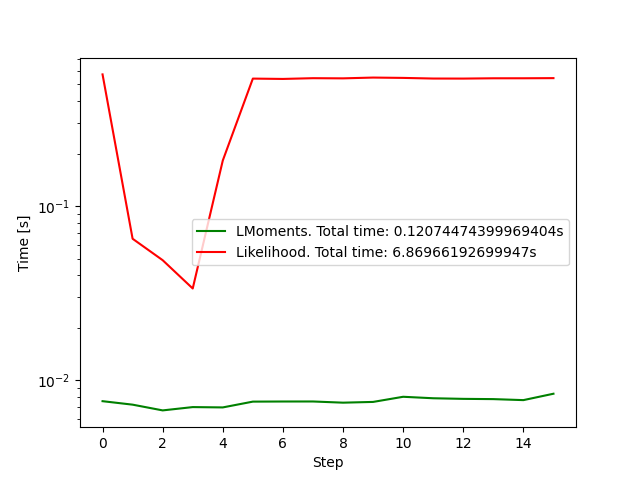 Time [s]
10⁻¹
10⁻²
LMoments. Total time: 0.12074474399969404s
Likelihood. Total time: 6.86966192699947s
0 2 4 6 8 10 12 14
Step